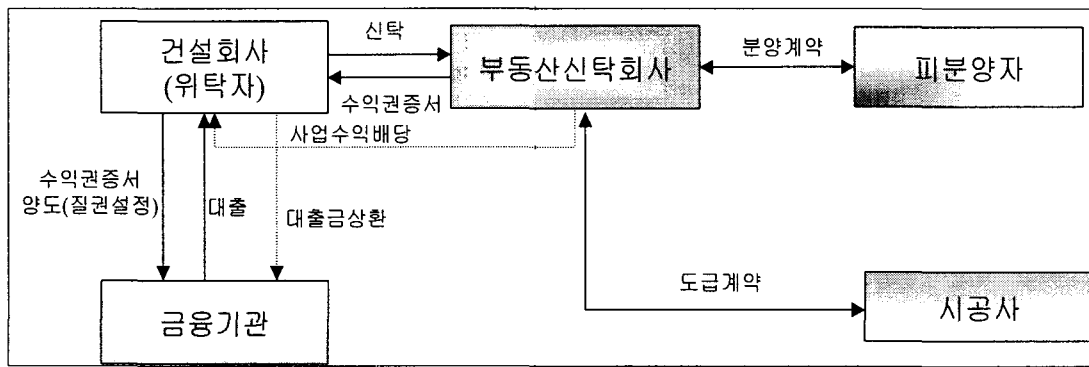 건설회사
(위탁자)
신탁
수익권증서
부동산신탁회사
분양계약
피분양자
사업수익배당
수익권증서
양도(질권설정)
대출
대출금상환
도급계약
금융기관
시공사